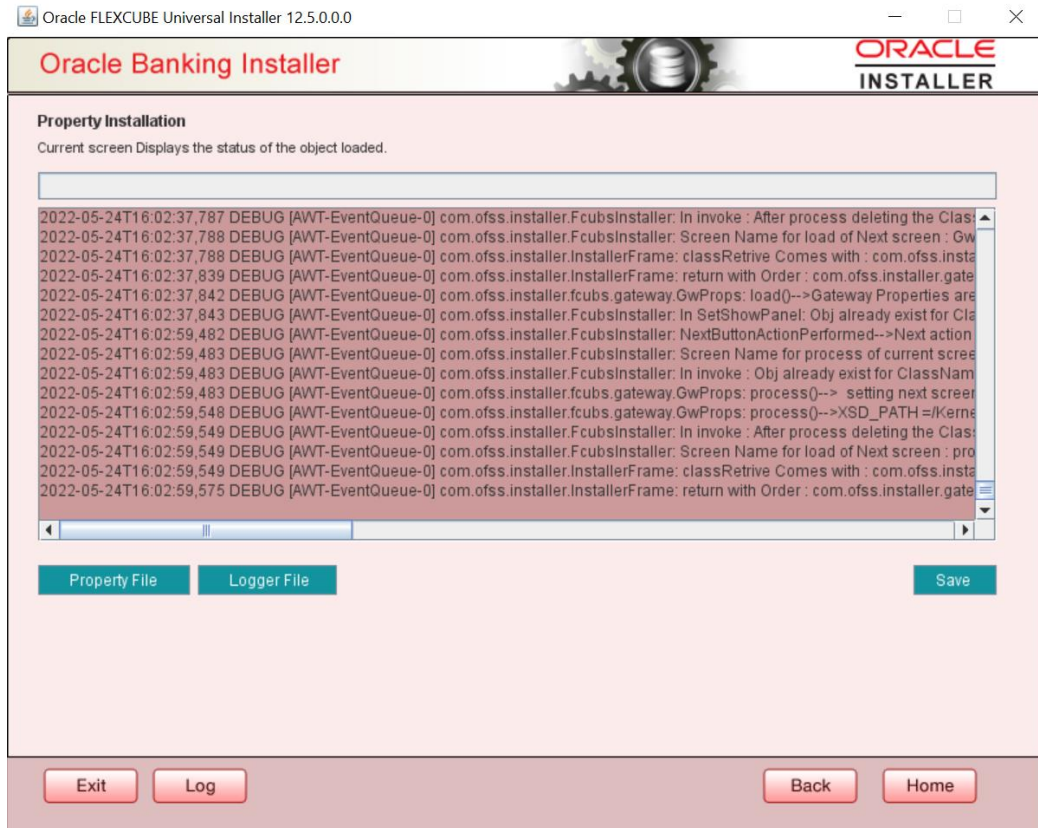 Oracle FLEXCUBE Universal Installer 12.5.0.0.0
Oracle Banking Installer
ORACLE
INSTALLER
Property Installation
Current screen Displays the status of the object loaded.
2022-05-24T16:02:37,787 DEBUG [AWT-EventQueue-0] com.ofss.installer.FcubsInstaller: In invoke : After process deleting the Clas
2022-05-24T16:02:37,788 DEBUG [AWT-EventQueue-0] com.ofss.installer.FcubsInstaller: Screen Name for load of Next screen : Gw
2022-05-24T16:02:37,788 DEBUG [AWT-EventQueue-0] com.ofss.installer.InstallerFrame: classRetrive Comes with : com.ofss.insta
2022-05-24T16:02:37,839 DEBUG [AWT-EventQueue-0] com.ofss.installer.InstallerFrame: return with Order : com.ofss.installer.gate
2022-05-24T16:02:37,842 DEBUG [AWT-EventQueue-0] com.ofss.installer.fcubs.gateway.GwProps: load()-->Gateway Properties are
2022-05-24T16:02:37,843 DEBUG [AWT-EventQueue-0] com.ofss.installer.FcubsInstaller: In SetShowPanel: Obj already exist for Cla
2022-05-24T16:02:59,482 DEBUG [AWT-EventQueue-0] com.ofss.installer.FcubsInstaller: NextButtonActionPerformed-->Next action
2022-05-24T16:02:59,483 DEBUG [AWT-EventQueue-0] com.ofss.installer.FcubsInstaller: Screen Name for process of current scree
2022-05-24T16:02:59,483 DEBUG [AWT-EventQueue-0] com.ofss.installer.FcubsInstaller: In invoke : Obj already exist for ClassNam
2022-05-24T16:02:59,483 DEBUG [AWT-EventQueue-0] com.ofss.installer.fcubs.gateway.GwProps: process()--> setting next screen
2022-05-24T16:02:59,548 DEBUG [AWT-EventQueue-0] com.ofss.installer.fcubs.gateway.GwProps: process()-->XSD_PATH =/Kerne
2022-05-24T16:02:59,549 DEBUG [AWT-EventQueue-0] com.ofss.installer.FcubsInstaller: In invoke : After process deleting the Clas
2022-05-24T16:02:59,549 DEBUG [AWT-EventQueue-0] com.ofss.installer.FcubsInstaller: Screen Name for load of Next screen : pro
2022-05-24T16:02:59,549 DEBUG [AWT-EventQueue-0] com.ofss.installer.InstallerFrame: classRetrive Comes with : com.ofss.insta
2022-05-24T16:02:59,575 DEBUG [AWT-EventQueue-0] com.ofss.installer.InstallerFrame: return with Order : com.ofss.installer.gate
Property File
Logger File
Save
Exit
Log
Back
Home